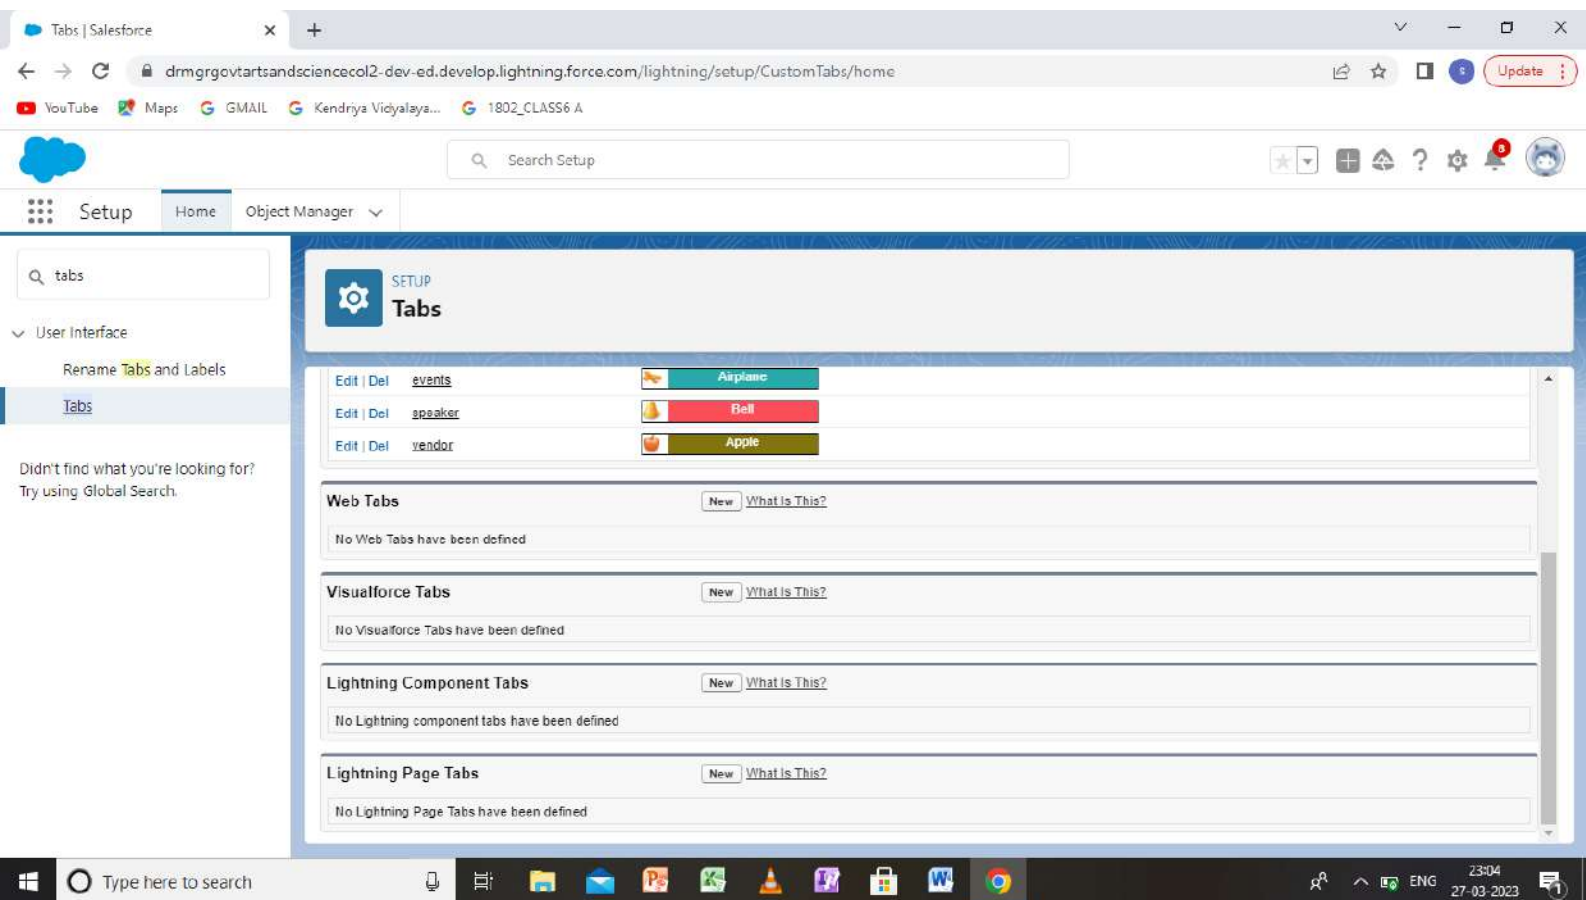 Tabs | Salesforce
drmgrgovtartsandsciencecol2-dev-ed.develop.lightning.force.com/lightning/setup/CustomTabs/home
S
Update
YouTube
Maps
GMAIL
Kendriya Vidyalaya...
1802_CLASS6 A
Search Setup
8
Setup
Home
Object Manager
tabs
User Interface
Rename Tabs and Labels
Tabs
Didn't find what you're looking for?
Try using Global Search.
SETUP
Tabs
Edit | Del events Airplane
Edit | Del speaker Bell
Edit | Del vendor Apple
Web Tabs New What Is This?
No Web Tabs have been defined
Visualforce Tabs New What Is This?
No Visualforce Tabs have been defined
Lightning Component Tabs New What Is This?
No Lightning component tabs have been defined
Lightning Page Tabs New What Is This?
No Lightning Page Tabs have been defined
Type here to search
ENG
23:04
27-03-2023
1